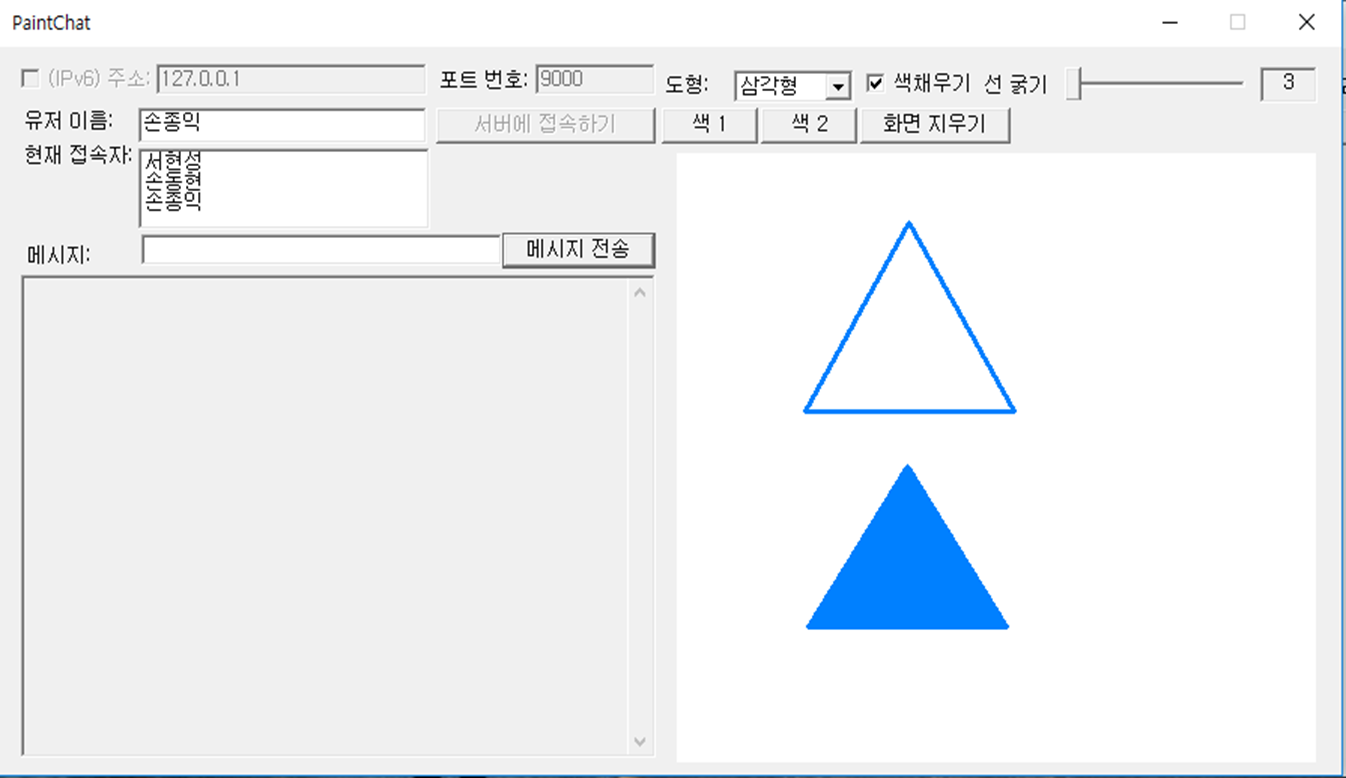 PaintChat
(IPv6) 주소: 127.0.0.1 포트 번호: 9000 도형: 삼각형 색채우기 선 굵기 3
유저 이름: 손종익 서버에 접속하기 색 1 색 2 화면 지우기
현재 접속자: 서현성
손동현
손종익
메시지: 메시지 전송